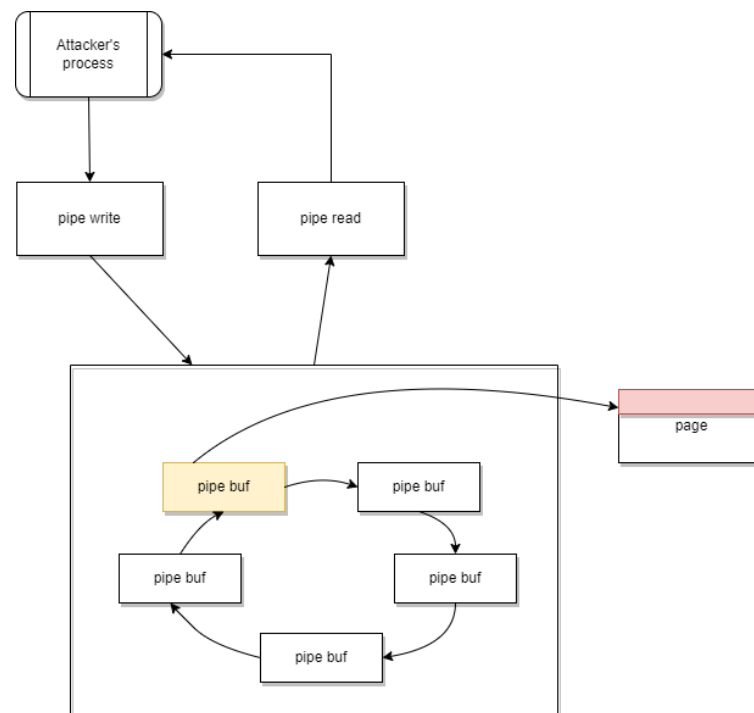 Attacker's
process
pipe write
pipe read
page
pipe buf
pipe buf
pipe buf
pipe buf
pipe buf